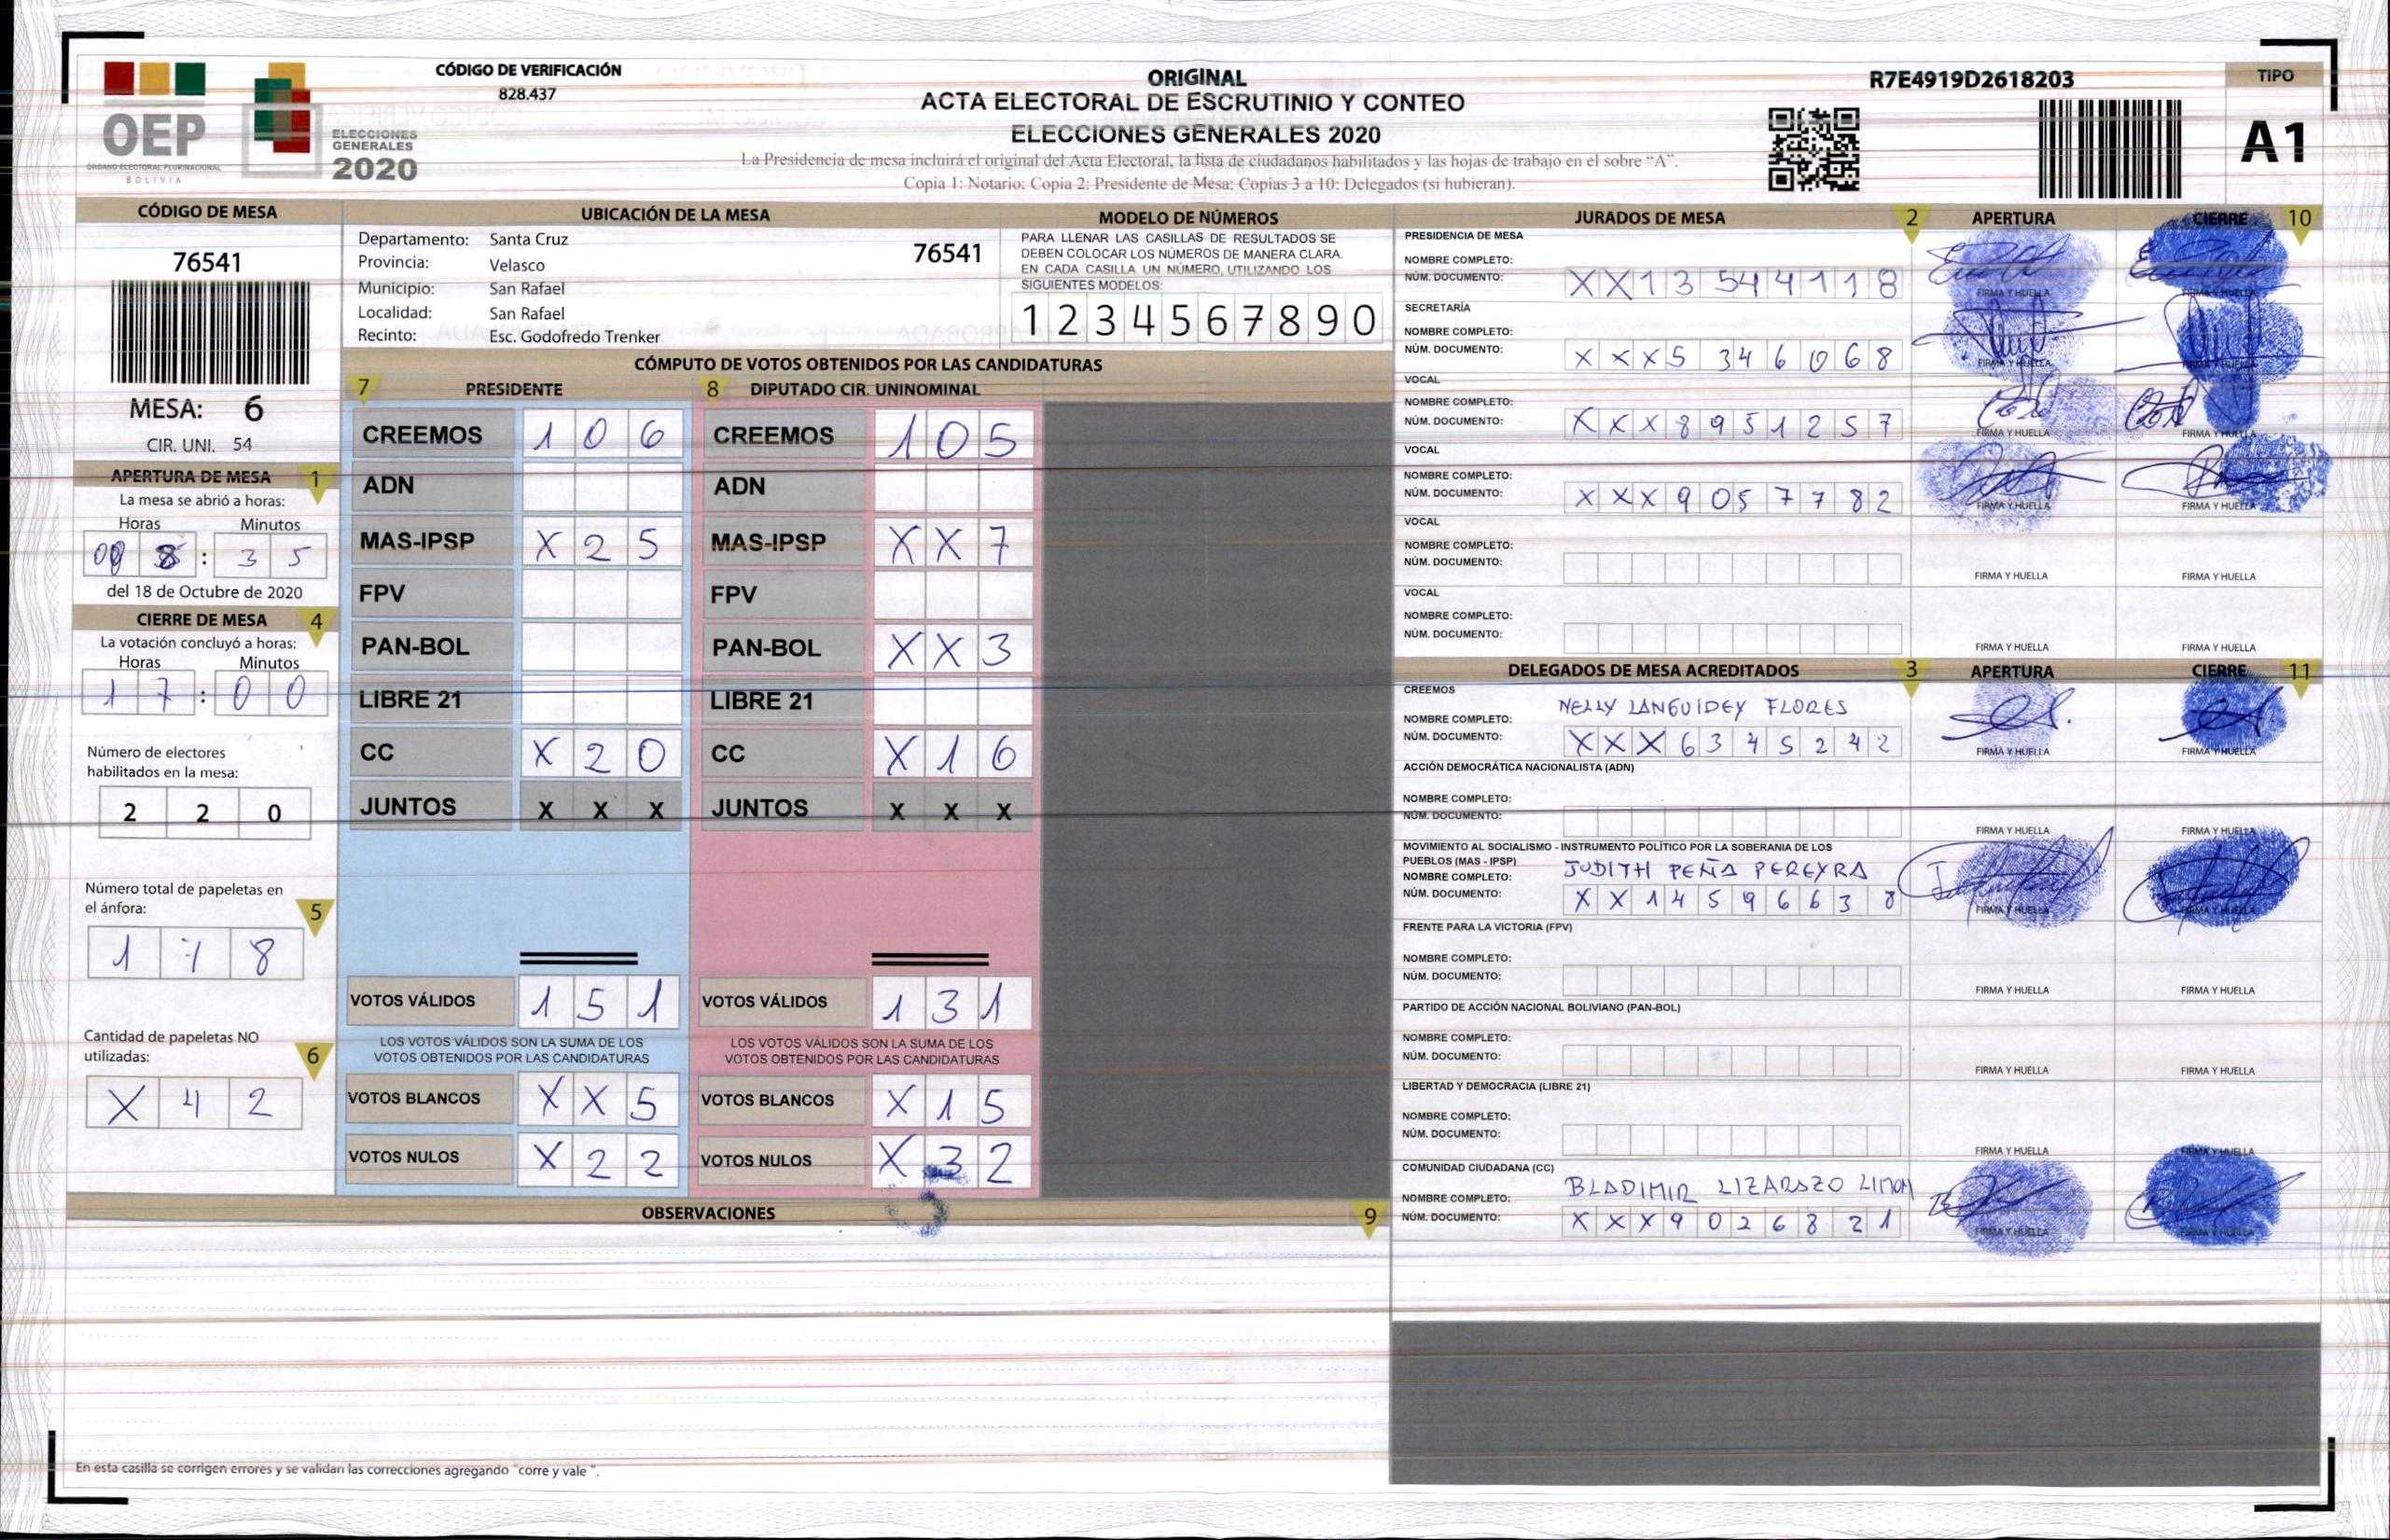 CÓDIGO DE VERIFICACIÓN
828.437
OEP
ÓRGANO ELECTORAL PLURINACIONAL
BOLIVIA
ELECCIONES
GENERALES
2020
ORIGINAL
ACTA ELECTORAL DE ESCRUTINIO Y CONTEO
ELECCIONES GENERALES 2020
La Presidencia de mesa incluirá el original del Acta Electoral, la lista de ciudadanos habilitados y las hojas de trabajo en el sobre "A".
Copia 1: Notario; Copia 2: Presidente de Mesa; Copias 3 a 10: Delegados (si hubieran).
R7E4919D2618203
TIPO
A1
CÓDIGO DE MESA
76541
MESA: 6
CIR. UNI. 54
APERTURA DE MESA 1
La mesa se abrió a horas:
Horas Minutos
: 3 5
del 18 de Octubre de 2020
CIERRE DE MESA 4
La votación concluyó a horas:
Horas Minutos
1 7 : 0 0
Número de electores
habilitados en la mesa:
2 2 0
Número total de papeletas en
el ánfora: 5
1 7 8
Cantidad de papeletas NO
utilizadas: 6
X 4 2
UBICACIÓN DE LA MESA
Departamento: Santa Cruz
76541
Provincia: Velasco
Municipio: San Rafael
Localidad: San Rafael
Recinto: Esc. Godofredo Trenker
MODELO DE NÚMEROS
PARA LLENAR LAS CASILLAS DE RESULTADOS SE
DEBEN COLOCAR LOS NÚMEROS DE MANERA CLARA.
EN CADA CASILLA UN NÚMERO, UTILIZANDO LOS
SIGUIENTES MODELOS:
1 2 3 4 5 6 7 8 9 0
CÓMPUTO DE VOTOS OBTENIDOS POR LAS CANDIDATURAS
7 PRESIDENTE 8 DIPUTADO CIR. UNINOMINAL
CREEMOS 1 0 6 CREEMOS 1 0 5
ADN ADN
MAS-IPSP X 2 5 MAS-IPSP X X 7
FPV FPV
PAN-BOL PAN-BOL X X 3
LIBRE 21 LIBRE 21
CC X 2 0 CC X 1 6
JUNTOS X X X JUNTOS X X X
VOTOS VÁLIDOS 1 5 1 VOTOS VÁLIDOS 1 3 1
LOS VOTOS VÁLIDOS SON LA SUMA DE LOS LOS VOTOS VÁLIDOS SON LA SUMA DE LOS
VOTOS OBTENIDOS POR LAS CANDIDATURAS VOTOS OBTENIDOS POR LAS CANDIDATURAS
VOTOS BLANCOS X X 5 VOTOS BLANCOS X 1 5
VOTOS NULOS X 2 2 VOTOS NULOS X 3 2
OBSERVACIONES 9
En esta casilla se corrigen errores y se validan las correcciones agregando "corre y vale ".
JURADOS DE MESA 2 APERTURA CIERRE 10
PRESIDENCIA DE MESA
NOMBRE COMPLETO:
NÚM. DOCUMENTO: X X 1 3 5 4 4 1 1 8
FIRMA Y HUELLA FIRMA Y HUELLA
SECRETARÍA
NOMBRE COMPLETO:
NÚM. DOCUMENTO: X X X 5 3 4 6 0 6 8
FIRMA Y HUELLA FIRMA Y HUELLA
VOCAL
NOMBRE COMPLETO:
NÚM. DOCUMENTO: X X X 8 9 5 1 2 5 7
FIRMA Y HUELLA FIRMA Y HUELLA
VOCAL
NOMBRE COMPLETO:
NÚM. DOCUMENTO: X X X 9 0 5 7 7 8 2
FIRMA Y HUELLA FIRMA Y HUELLA
VOCAL
NOMBRE COMPLETO:
NÚM. DOCUMENTO:
FIRMA Y HUELLA FIRMA Y HUELLA
VOCAL
NOMBRE COMPLETO:
NÚM. DOCUMENTO:
FIRMA Y HUELLA FIRMA Y HUELLA
DELEGADOS DE MESA ACREDITADOS 3 APERTURA CIERRE 11
CREEMOS
NOMBRE COMPLETO: NELLY LANGUIDEY FLORES
NÚM. DOCUMENTO: X X X 6 3 4 5 2 4 2
FIRMA Y HUELLA FIRMA Y HUELLA
ACCIÓN DEMOCRÁTICA NACIONALISTA (ADN)
NOMBRE COMPLETO:
NÚM. DOCUMENTO:
FIRMA Y HUELLA FIRMA Y HUELLA
MOVIMIENTO AL SOCIALISMO - INSTRUMENTO POLÍTICO POR LA SOBERANIA DE LOS
PUEBLOS (MAS - IPSP)
NOMBRE COMPLETO: JUDITH PEÑA PEREYRA
NÚM. DOCUMENTO: X X 1 4 5 9 6 6 3 8
FIRMA Y HUELLA FIRMA Y HUELLA
FRENTE PARA LA VICTORIA (FPV)
NOMBRE COMPLETO:
NÚM. DOCUMENTO:
FIRMA Y HUELLA FIRMA Y HUELLA
PARTIDO DE ACCIÓN NACIONAL BOLIVIANO (PAN-BOL)
NOMBRE COMPLETO:
NÚM. DOCUMENTO:
FIRMA Y HUELLA FIRMA Y HUELLA
LIBERTAD Y DEMOCRACIA (LIBRE 21)
NOMBRE COMPLETO:
NÚM. DOCUMENTO:
FIRMA Y HUELLA FIRMA Y HUELLA
COMUNIDAD CIUDADANA (CC)
NOMBRE COMPLETO: BLADIMIR LIZARAZO LIMON
NÚM. DOCUMENTO: X X X 9 0 2 6 8 2 1
FIRMA Y HUELLA FIRMA Y HUELLA